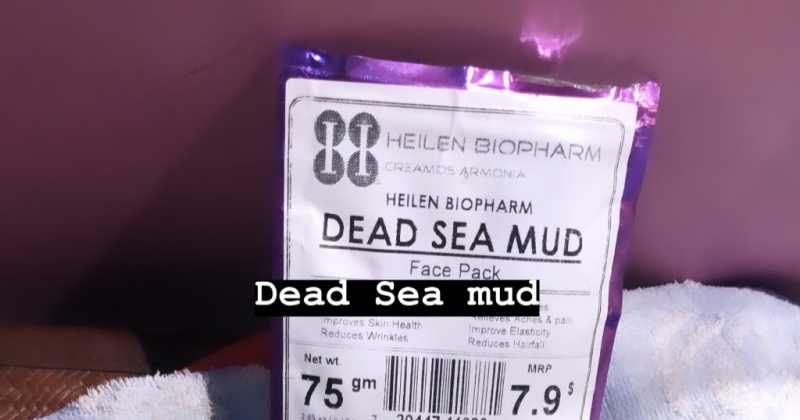 HEILEN BIOPHARM
CREAMOS ARMONIA
HEILEN BIOPHARM
DEAD SEA MUD
Face Pack
Dead Sea mud
Improves Skin Health
Reduces Wrinkles
Relieves Aches & pain
Improve Elasticity
Reduces Hairfall
Net wt.
75 gm
MRP
7.9 $